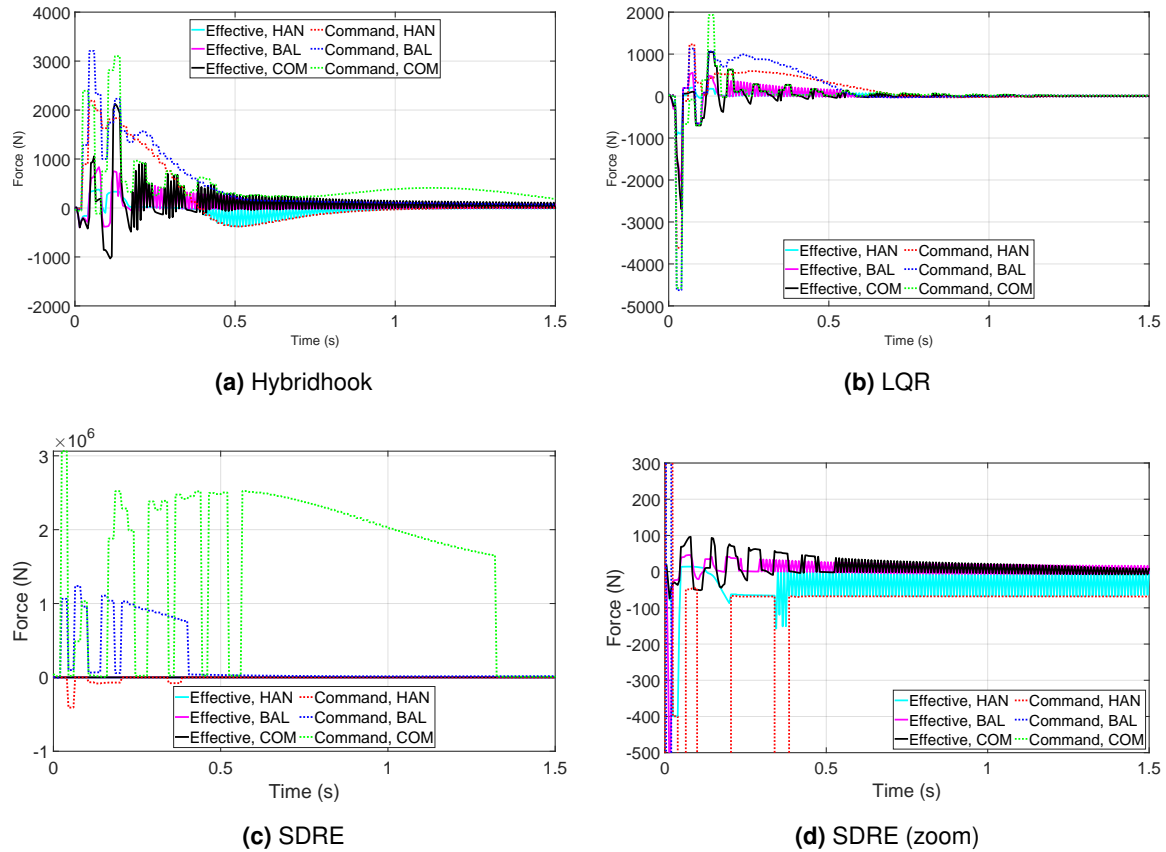 4000
3000
2000
1000
0
-1000
-2000
Force (N)
Effective, HAN Command, HAN
Effective, BAL Command, BAL
Effective, COM Command, COM
0 0.5 1 1.5
Time (s)
(a) Hybridhook
2000
1000
0
-1000
-2000
-3000
-4000
-5000
Force (N)
Effective, HAN Command, HAN
Effective, BAL Command, BAL
Effective, COM Command, COM
0 0.5 1 1.5
Time (s)
(b) LQR
×10⁶
3
2
1
0
-1
Force (N)
Effective, HAN Command, HAN
Effective, BAL Command, BAL
Effective, COM Command, COM
0 0.5 1 1.5
Time (s)
(c) SDRE
300
200
100
0
-100
-200
-300
-400
-500
Force (N)
Effective, HAN Command, HAN
Effective, BAL Command, BAL
Effective, COM Command, COM
0 0.5 1 1.5
Time (s)
(d) SDRE (zoom)